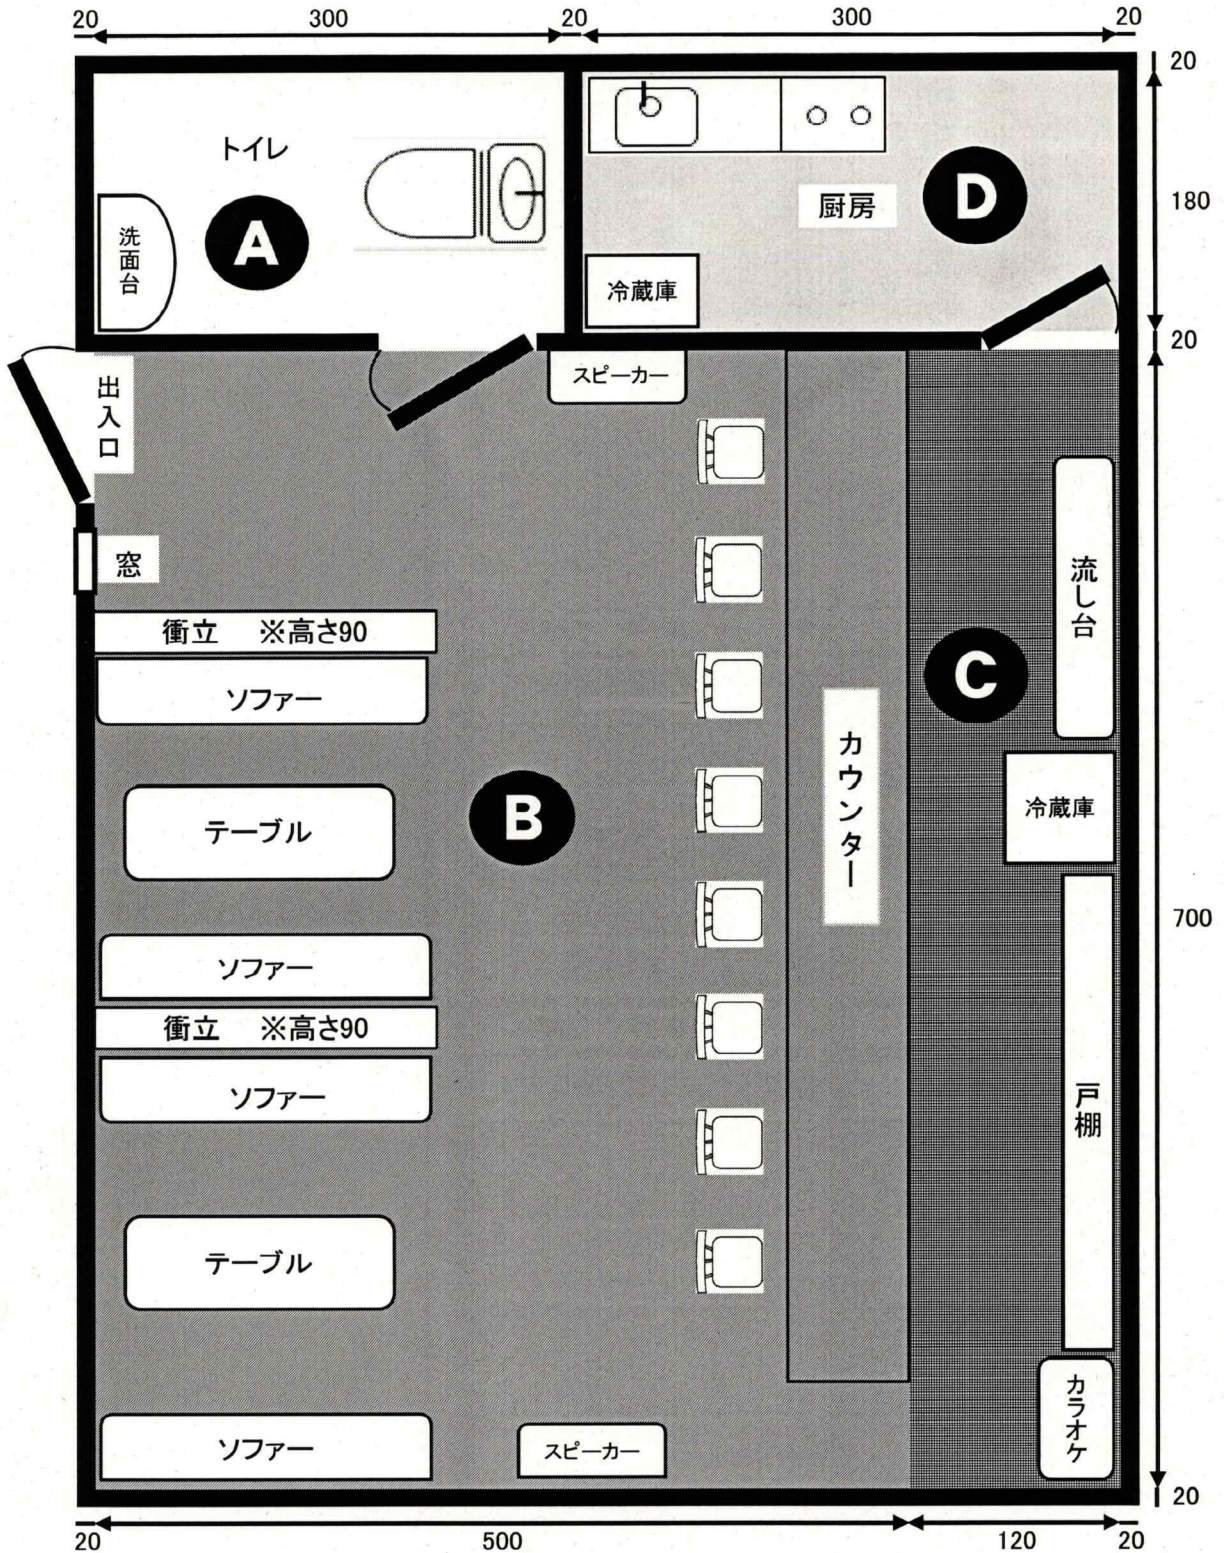 20 300 20 300 20
20
トイレ
A
洗面台
厨房
D
180
冷蔵庫
20
出入口
スピーカー
窓
流し台
衝立 ※高さ90
ソファー
C
カウンター
テーブル
B
冷蔵庫
700
ソファー
衝立 ※高さ90
ソファー
戸棚
テーブル
カラオケ
ソファー
スピーカー
20
20 500 120 20